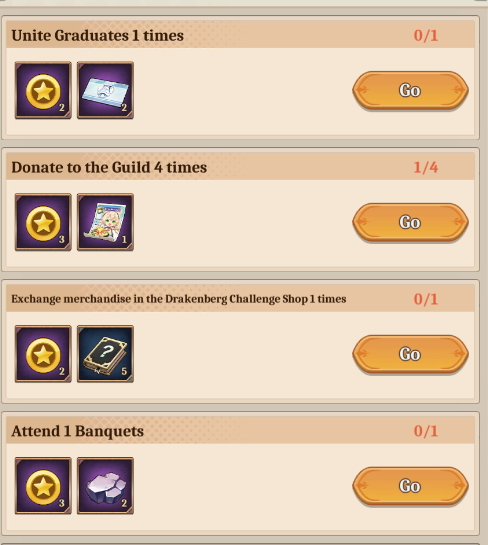 Unite Graduates 1 times
0/1
2
2
Go
Donate to the Guild 4 times
1/4
3
1
Go
Exchange merchandise in the Drakenberg Challenge Shop 1 times
0/1
2
?
5
Go
Attend 1 Banquets
0/1
3
2
Go